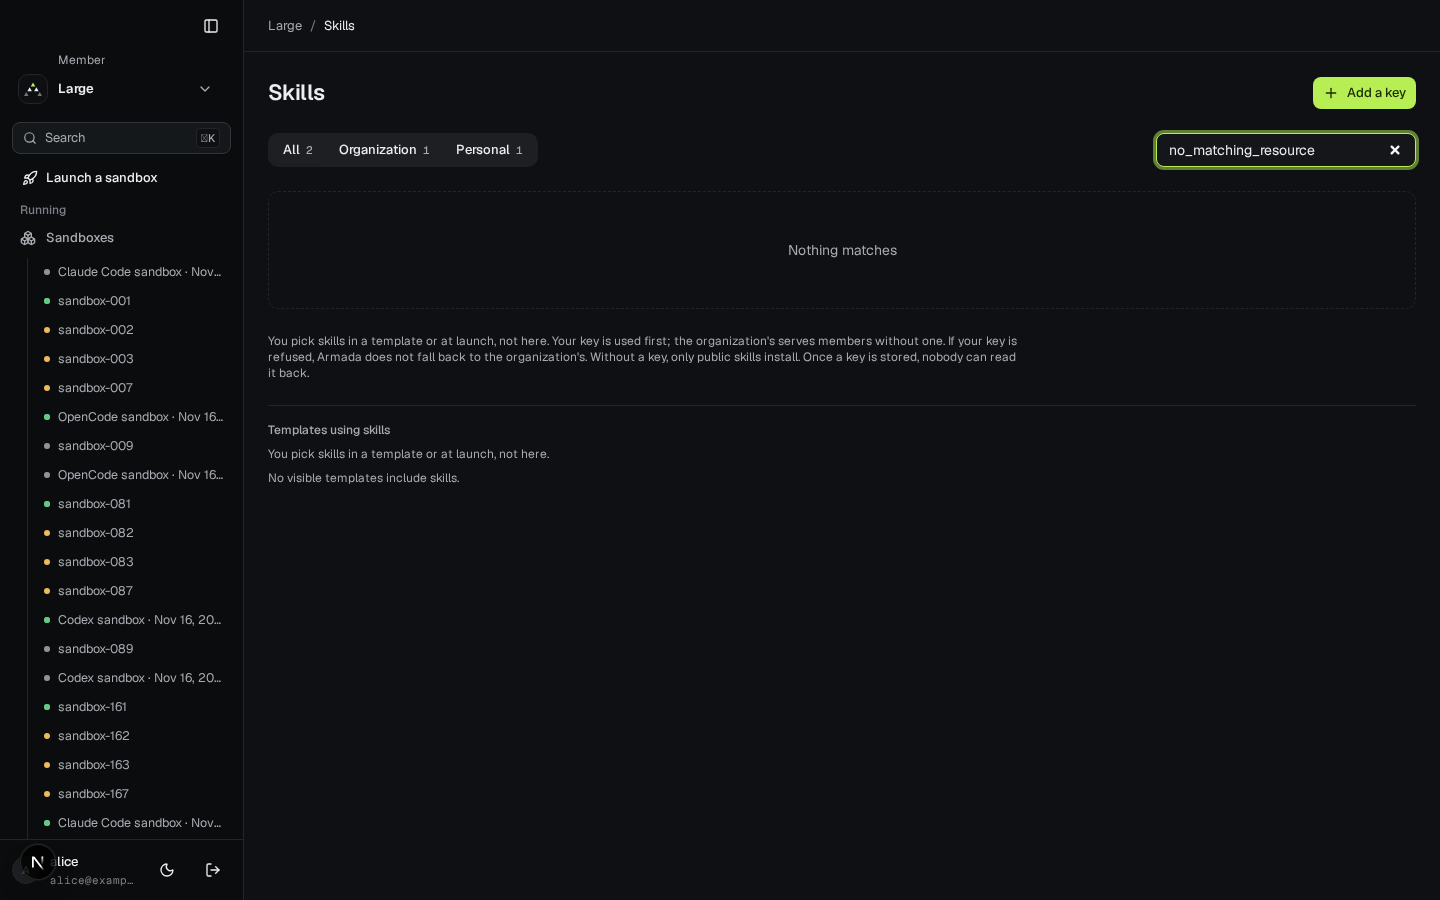 Member
Large
Search
K
Launch a sandbox
Running
Sandboxes
Claude Code sandbox · Nov…
sandbox-001
sandbox-002
sandbox-003
sandbox-007
OpenCode sandbox · Nov 16…
sandbox-009
OpenCode sandbox · Nov 16…
sandbox-081
sandbox-082
sandbox-083
sandbox-087
Codex sandbox · Nov 16, 20…
sandbox-089
Codex sandbox · Nov 16, 20…
sandbox-161
sandbox-162
sandbox-163
sandbox-167
Claude Code sandbox · Nov…
N
alice
alice@examp…
Large / Skills
Skills
Add a key
All 2 Organization 1 Personal 1
no_matching_resource
Nothing matches
You pick skills in a template or at launch, not here. Your key is used first; the organization's serves members without one. If your key is
refused, Armada does not fall back to the organization's. Without a key, only public skills install. Once a key is stored, nobody can read
it back.
Templates using skills
You pick skills in a template or at launch, not here.
No visible templates include skills.